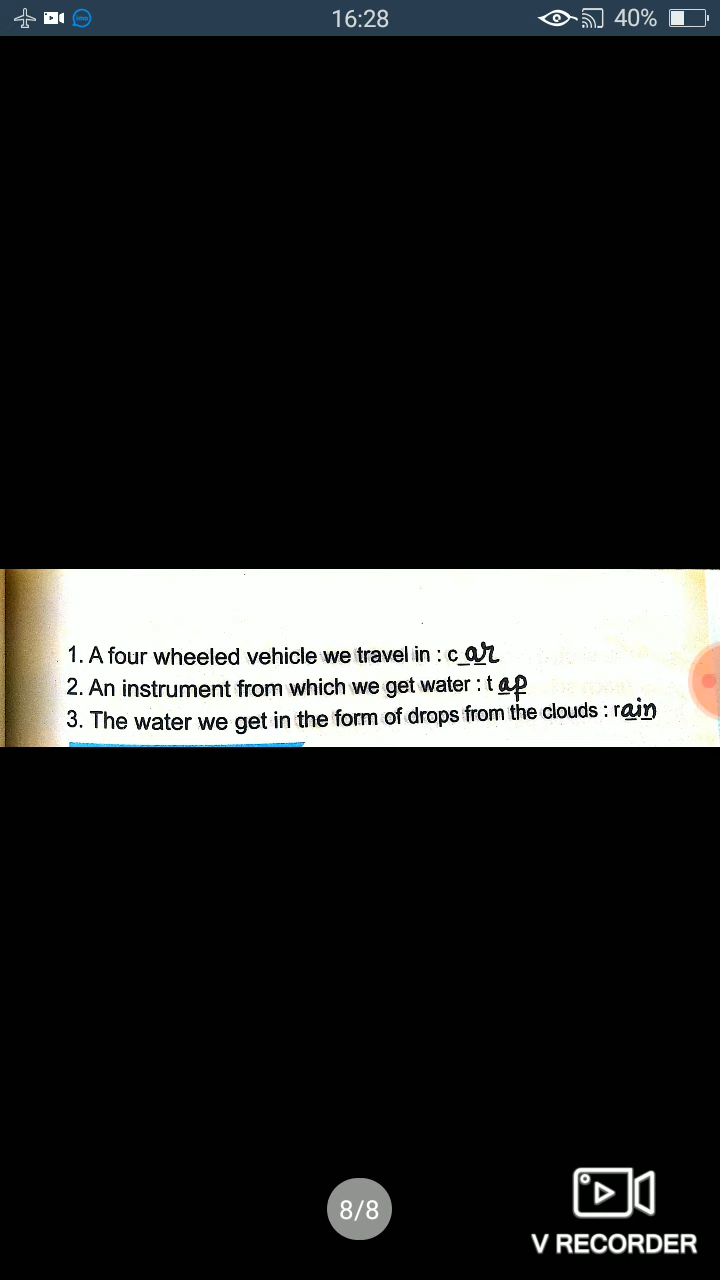 16:28 40%
1. A four wheeled vehicle we travel in : c_ar
2. An instrument from which we get water : t ap
3. The water we get in the form of drops from the clouds : rain
8/8
V RECORDER